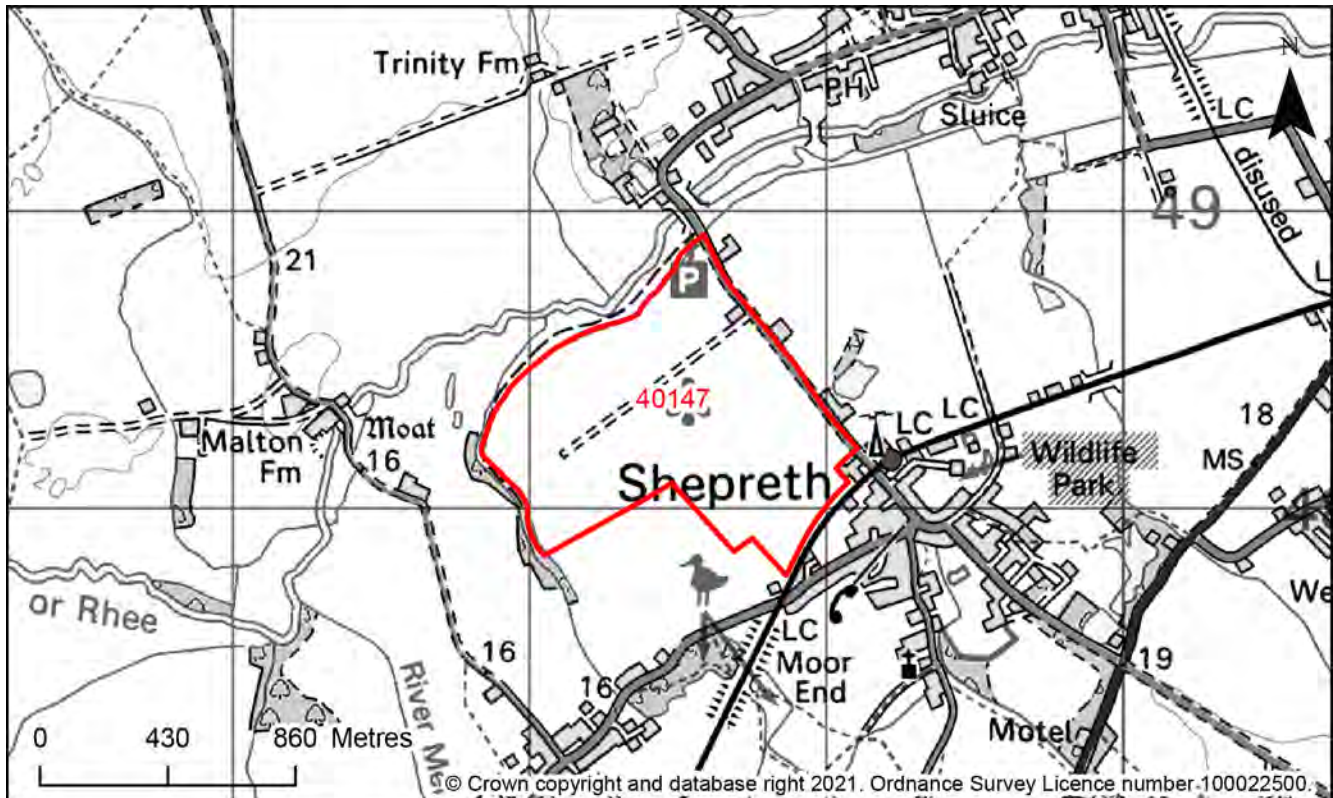 Trinity Fm
PH
Sluice
LC
N
20
49
disused
21
P
40147
Malton
Fm
Moat
16
20
Shepreth
LC
LC
Wildlife
Park
18
MS
or Rhee
16
River
16
LC
Moor
End
19
Motel
0 430 860 Metres
© Crown copyright and database right 2021. Ordnance Survey Licence number 100022500.